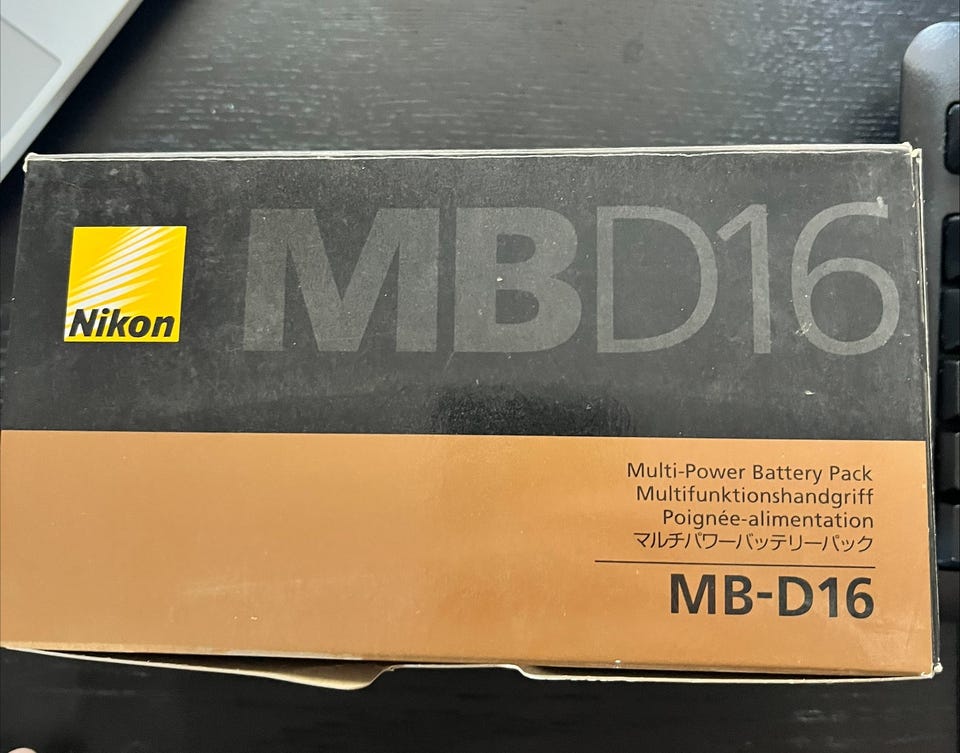 Nikon
MBD16
Multi-Power Battery Pack
Multifunktionshandgriff
Poignée-alimentation
マルチパワーバッテリーパック
MB-D16